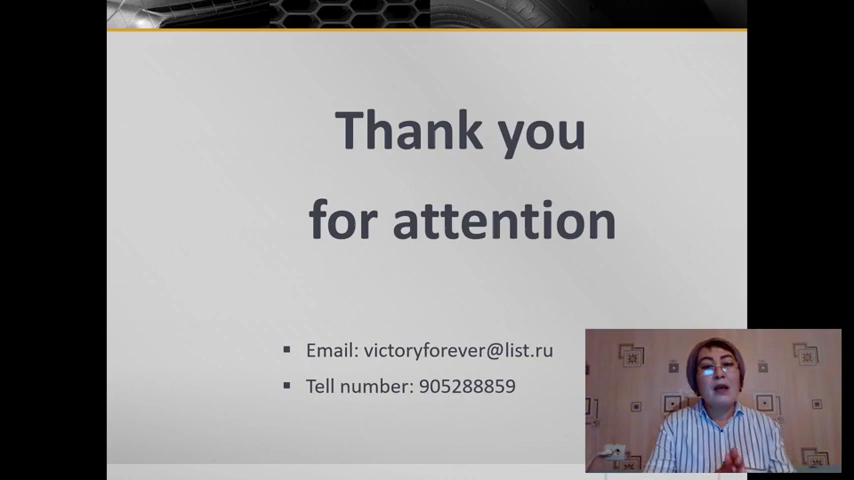 Thank you
for attention
▪ Email: victoryforever@list.ru
▪ Tell number: 905288859